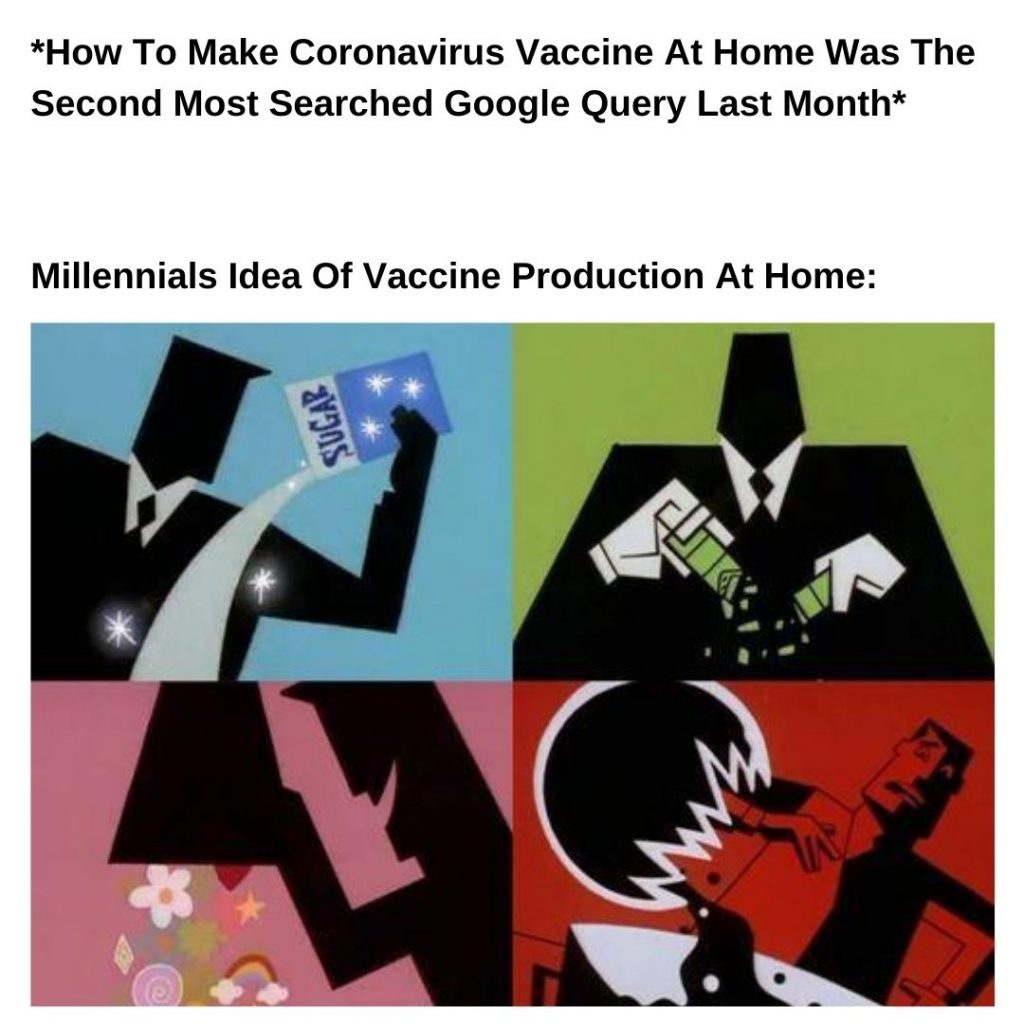 *How To Make Coronavirus Vaccine At Home Was The
Second Most Searched Google Query Last Month*
Millennials Idea Of Vaccine Production At Home:
SUGAR